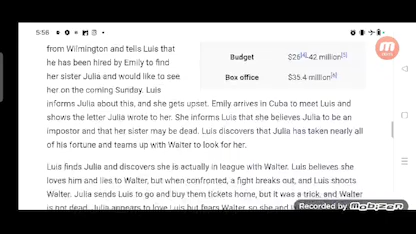 5:56
from Wilmington and tells Luis that
he has been hired by Emily to find
her sister Julia and would like to see
her on the coming Sunday. Luis
informs Julia about this, and she gets upset. Emily arrives in Cuba to meet Luis and
shows the letter Julia wrote to her. She informs Luis that she believes Julia to be an
impostor and that her sister may be dead. Luis discovers that Julia has taken nearly all
of his fortune and teams up with Walter to look for her.
Budget $26[4]-42 million[5]
Box office $35.4 million[6]
Luis finds Julia and discovers she is actually in league with Walter. Luis believes she
loves him and lies to Walter, but when confronted, a fight breaks out, and Luis shoots
Walter. Julia sends Luis to go and buy them tickets home, but it was a trick, and Walter
is not dead. Julia appears to love Luis but fears Walter, so she and
Recorded by Mobizen